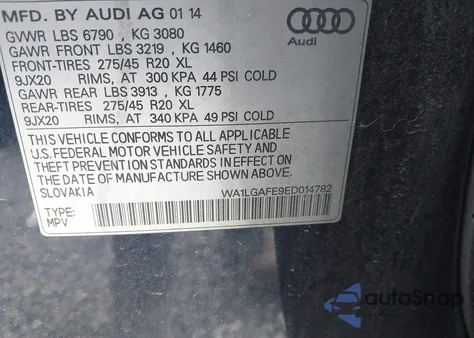 MFD. BY AUDI AG 01 14
GVWR LBS 6790 , KG 3080
GAWR FRONT LBS 3219 , KG 1460
FRONT-TIRES 275/45 R20 XL
9JX20 RIMS, AT 300 KPA 44 PSI COLD
GAWR REAR LBS 3913 , KG 1775
REAR-TIRES 275/45 R20 XL
9JX20 RIMS, AT 340 KPA 49 PSI COLD
Audi
THIS VEHICLE CONFORMS TO ALL APPLICABLE
U.S. FEDERAL MOTOR VEHICLE SAFETY AND
THEFT PREVENTION STANDARDS IN EFFECT ON
THE DATE OF MANUFACTURE SHOWN ABOVE.
SLOVAKIA WA1LGAFE9ED014782
TYPE:
MPV
autoSnap